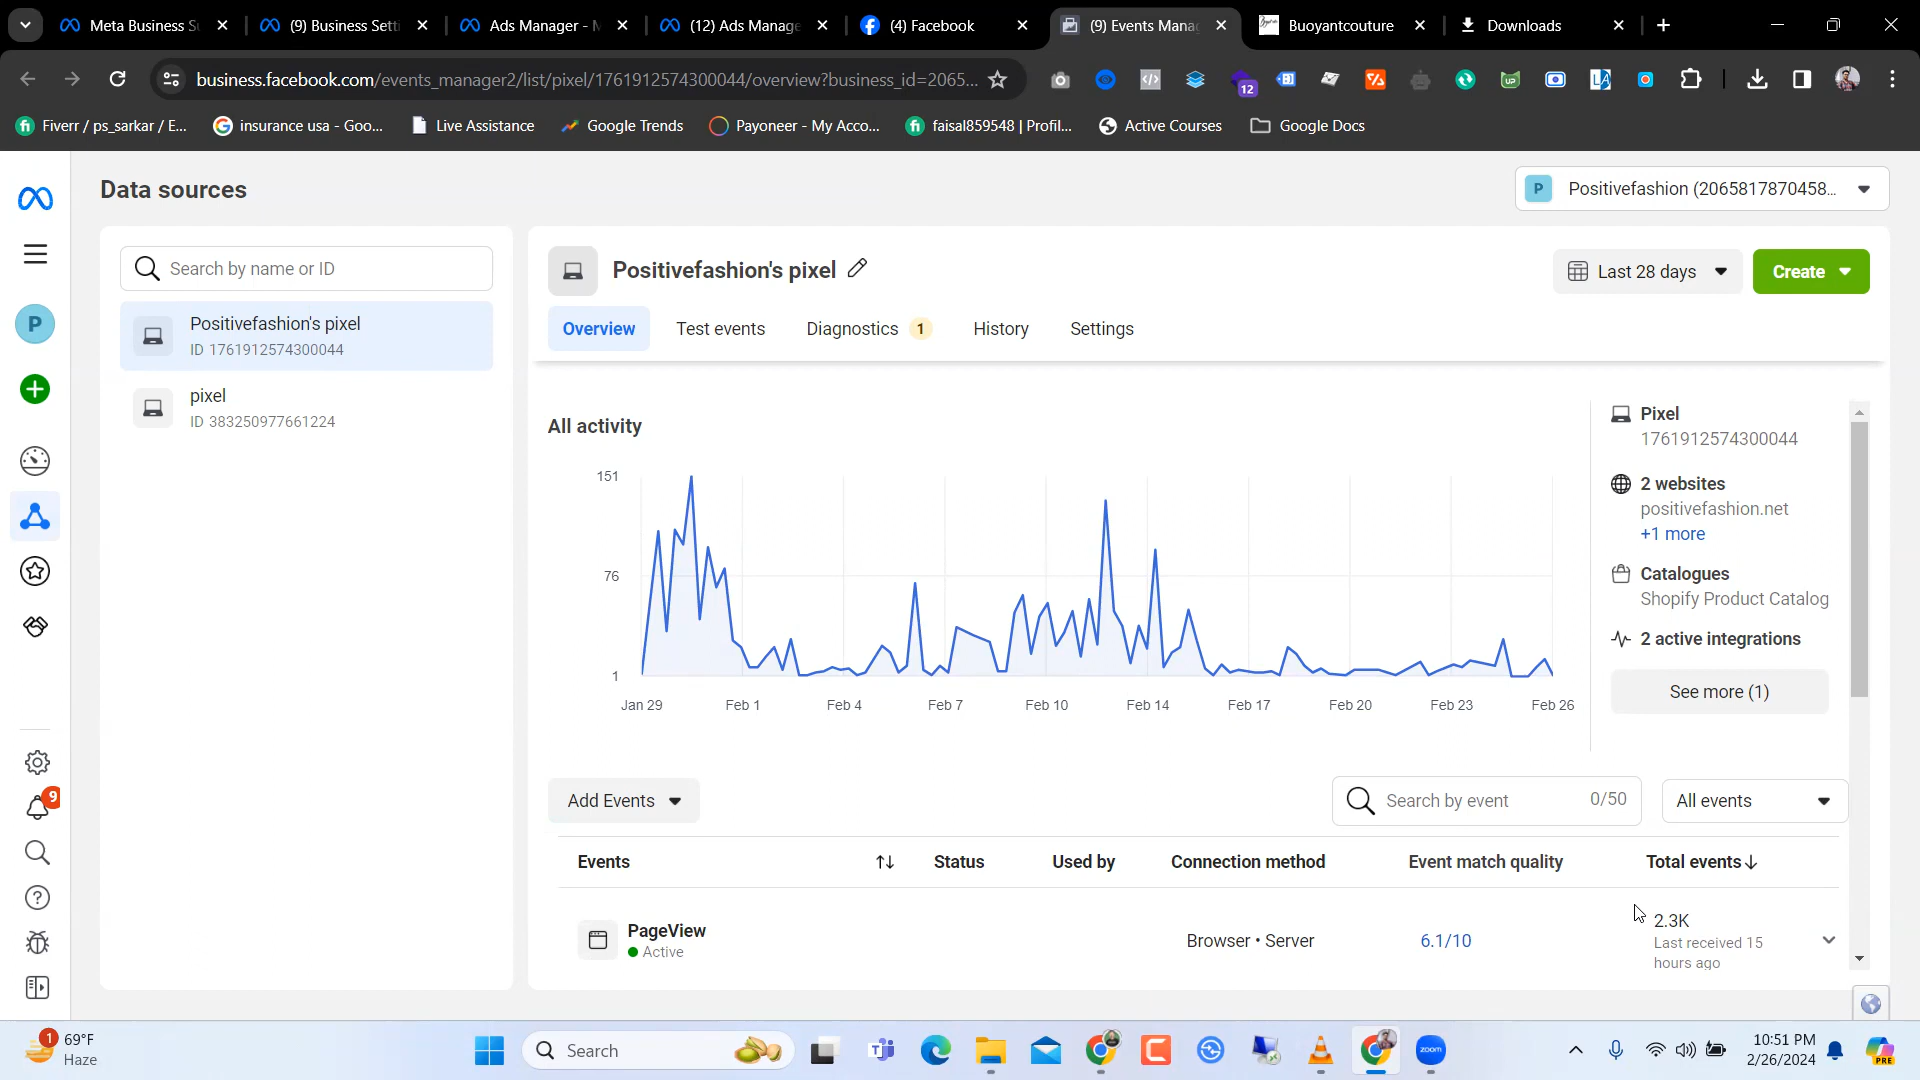 Meta Business Su
(9) Business Setti
Ads Manager - M
(12) Ads Manage
(4) Facebook
(9) Events Mana
Buoyantcouture
Downloads
business.facebook.com/events_manager2/list/pixel/1761912574300044/overview?business_id=2065...
12
Fiverr / ps_sarkar / E...
insurance usa - Goo...
Live Assistance
Google Trends
Payoneer - My Acco...
faisal859548 | Profil...
Active Courses
Google Docs
Data sources
P
Positivefashion (2065817870458...
Search by name or ID
Positivefashion's pixel
ID 1761912574300044
pixel
ID 383250977661224
P
9
Positivefashion's pixel
Last 28 days
Create
Overview
Test events
Diagnostics 1
History
Settings
All activity
151
76
1
Jan 29
Feb 1
Feb 4
Feb 7
Feb 10
Feb 14
Feb 17
Feb 20
Feb 23
Feb 26
Pixel
1761912574300044
2 websites
positivefashion.net
+1 more
Catalogues
Shopify Product Catalog
2 active integrations
See more (1)
Add Events
Search by event
0/50
All events
Events
Status
Used by
Connection method
Event match quality
Total events
PageView
Active
Browser • Server
6.1/10
2.3K
Last received 15
hours ago
1
69°F
Haze
Search
zoom
10:51 PM
2/26/2024
PRE